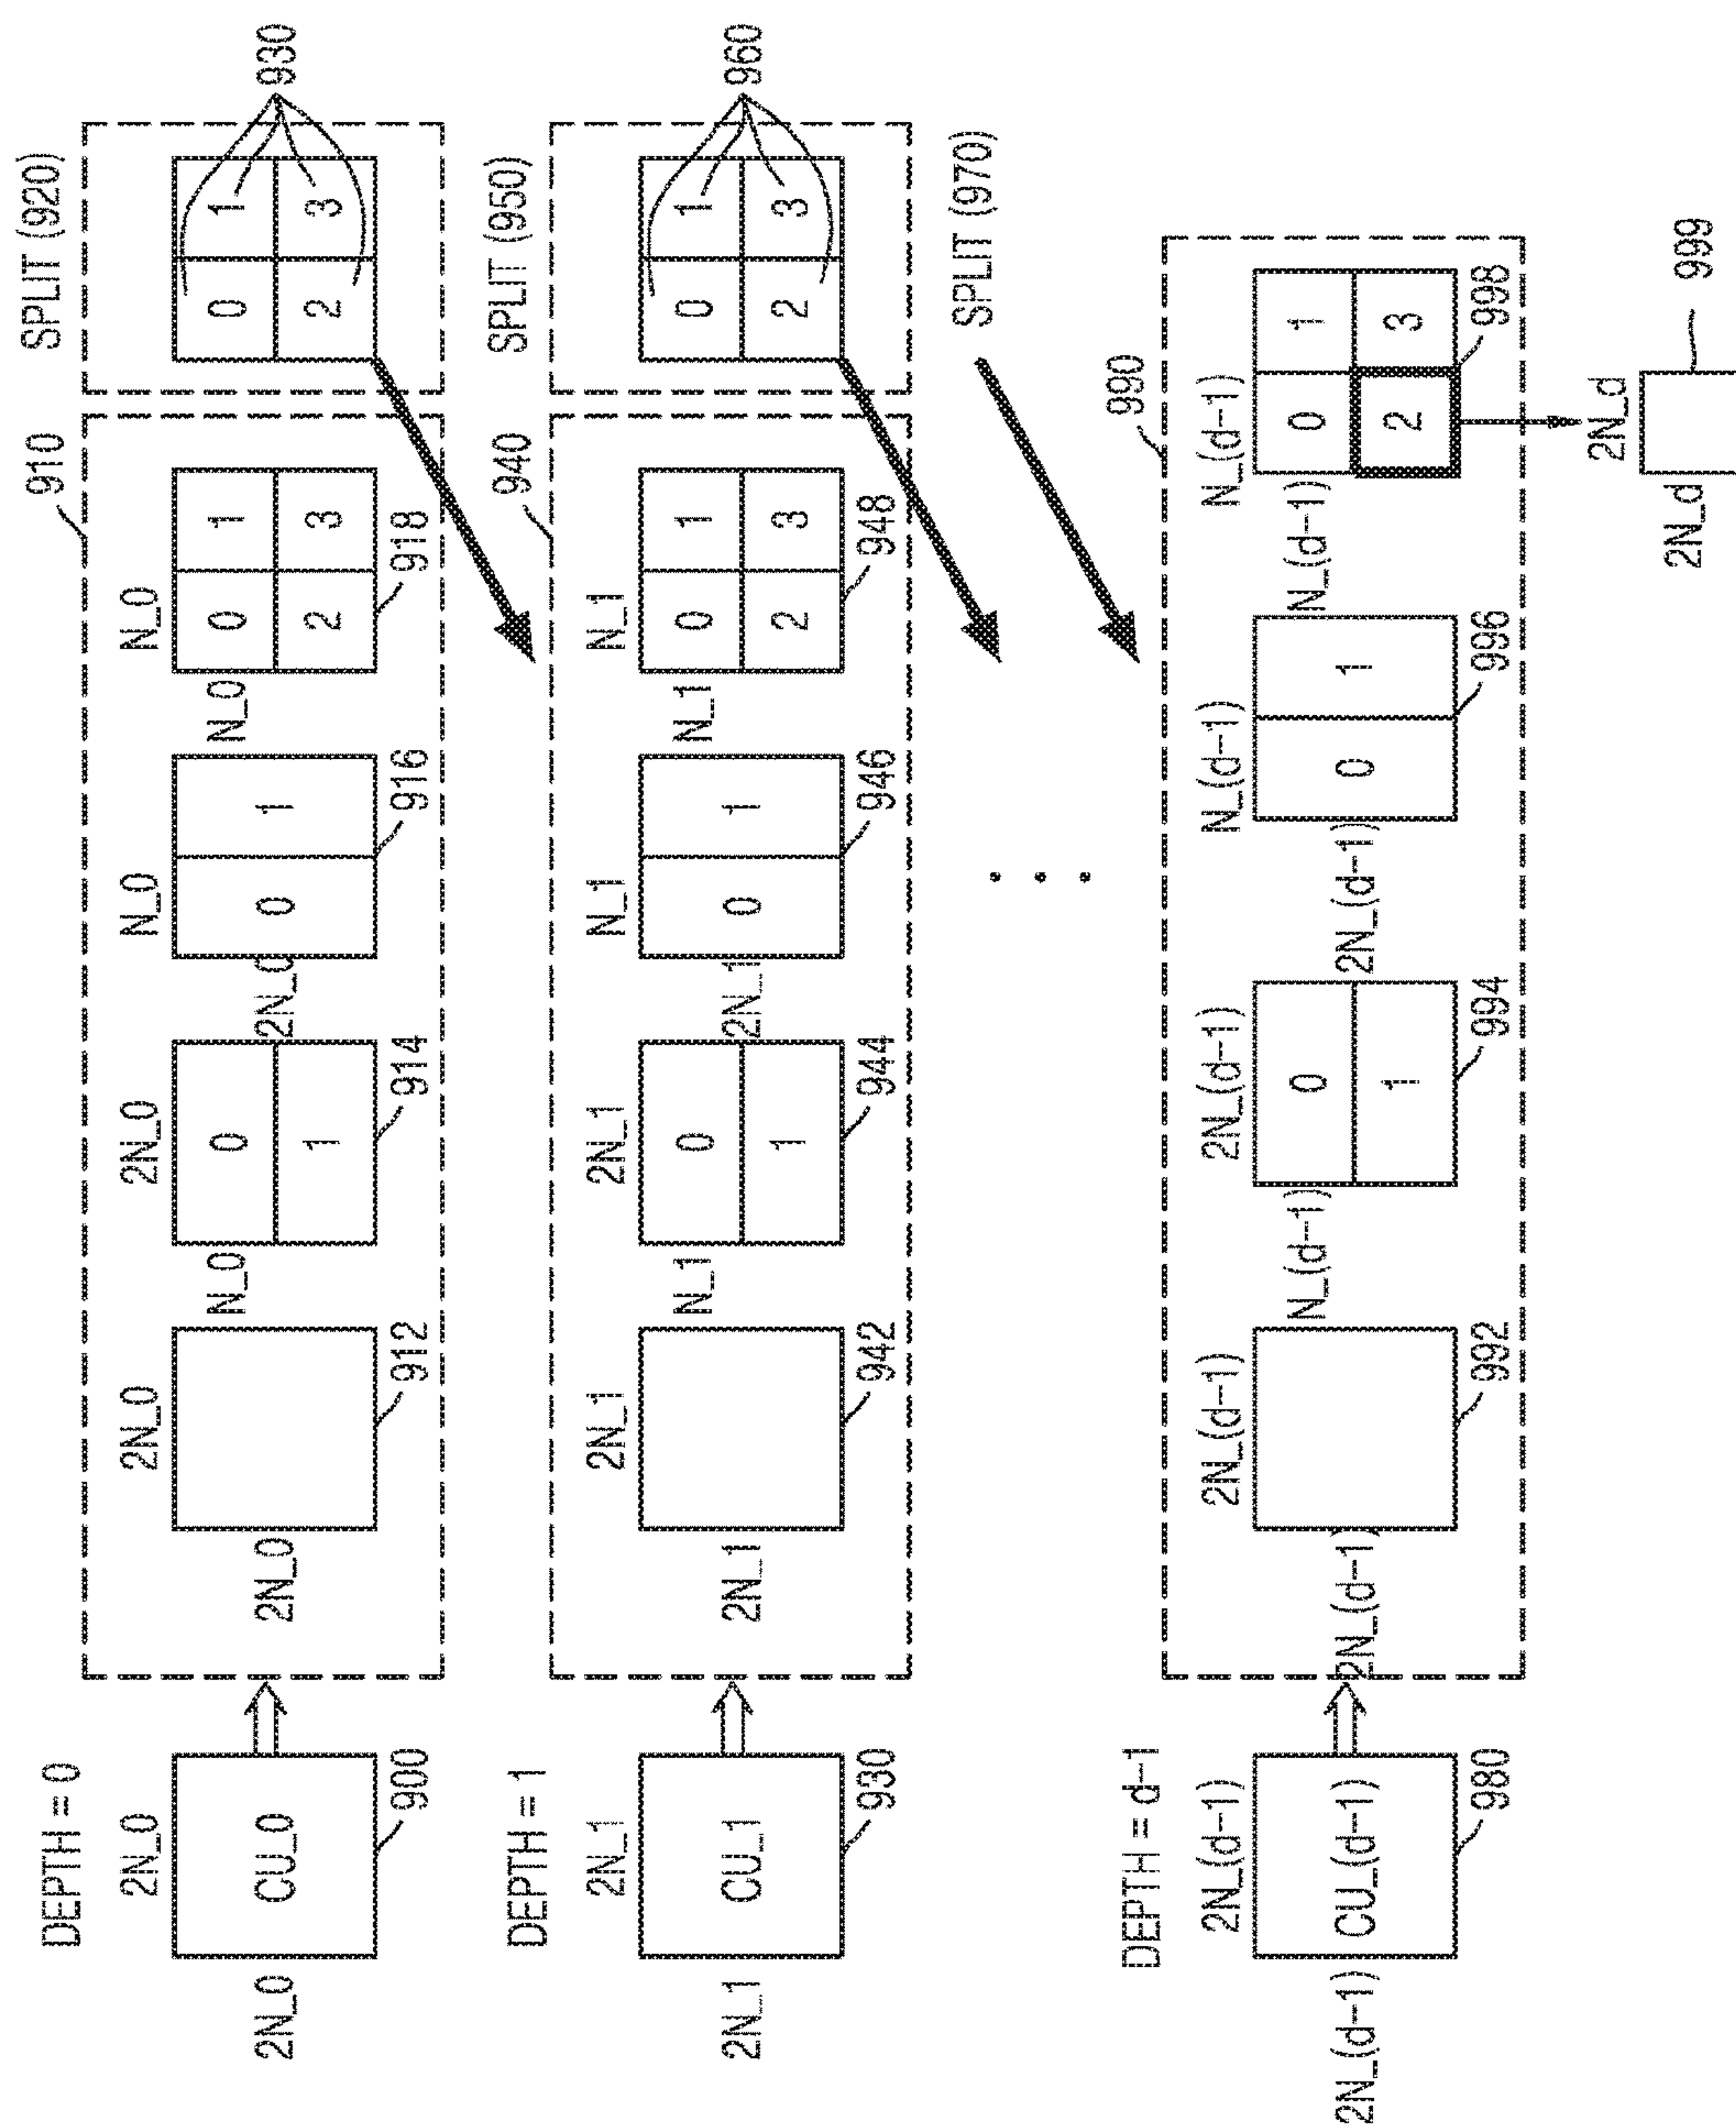 DEPTH = 0
2N_0
2N_0
CU_0
900
910
2N_0
2N_0
912
2N_0
N_0
0
1
914
N_0
2N_0
0
1
916
N_0
N_0
0
1
2
3
918
SPLIT (920)
0
1
2
3
930
DEPTH = 1
2N_1
2N_1
CU_1
930
940
2N_1
2N_1
942
2N_1
N_1
0
1
944
N_1
2N_1
0
1
946
N_1
N_1
0
1
2
3
948
SPLIT (950)
0
1
2
3
960
SPLIT (970)
DEPTH = d-1
2N_(d-1)
2N_(d-1)
CU_(d-1)
980
990
2N_(d-1)
2N_(d-1)
992
2N_(d-1)
N_(d-1)
0
1
994
N_(d-1)
2N_(d-1)
0
1
996
N_(d-1)
N_(d-1)
0
1
2
3
998
2N_d
2N_d
999